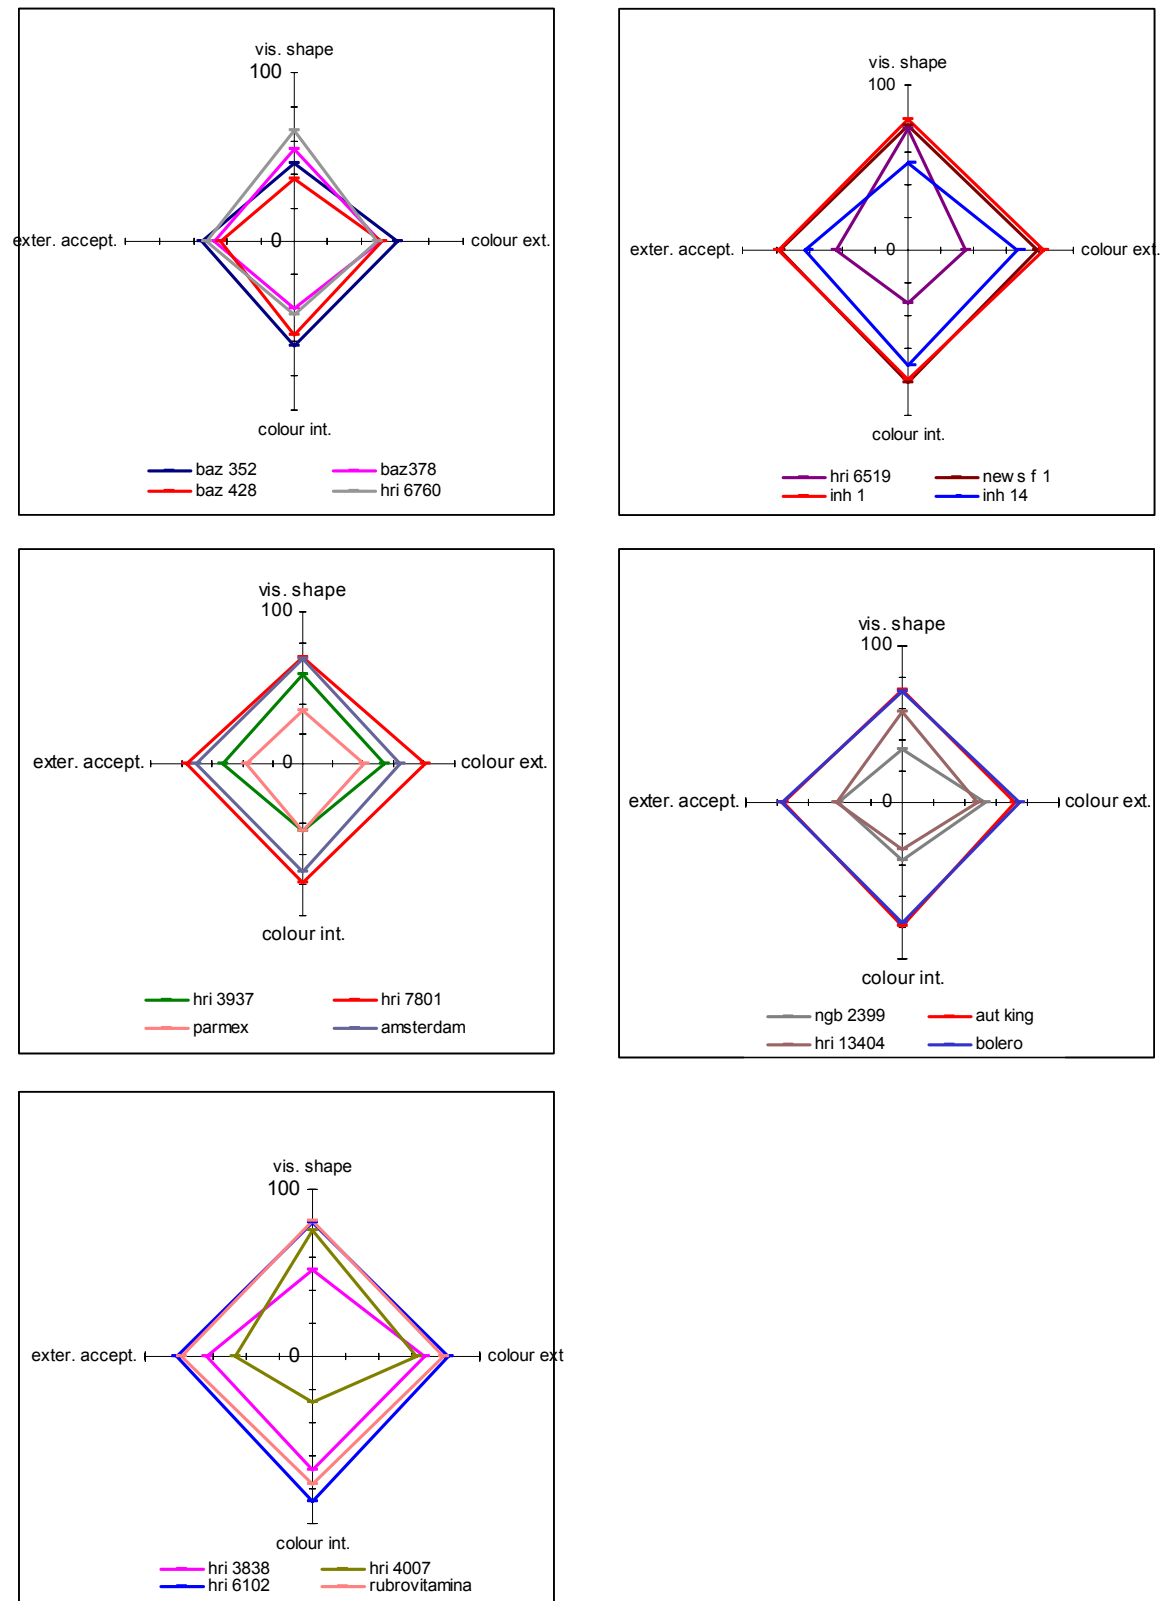 vis. shape
100
exter. accept.
0
colour ext.
colour int.
baz 352
baz378
baz 428
hri 6760
vis. shape
100
exter. accept.
0
colour ext.
colour int.
hri 6519
new s f 1
inh 1
inh 14
vis. shape
100
exter. accept.
0
colour ext.
colour int.
hri 3937
hri 7801
parmex
amsterdam
vis. shape
100
exter. accept.
0
colour ext.
colour int.
ngb 2399
aut king
hri 13404
bolero
vis. shape
100
exter. accept.
0
colour ext
colour int.
hri 3838
hri 4007
hri 6102
rubrovitamina